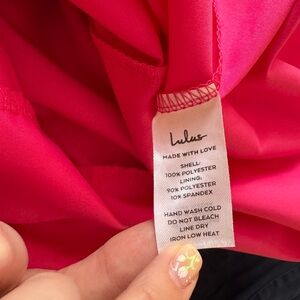 Lulus
MADE WITH LOVE
SHELL:
100% POLYESTER
LINING:
90% POLYESTER
10% SPANDEX
HAND WASH COLD
DO NOT BLEACH
LINE DRY
IRON LOW HEAT